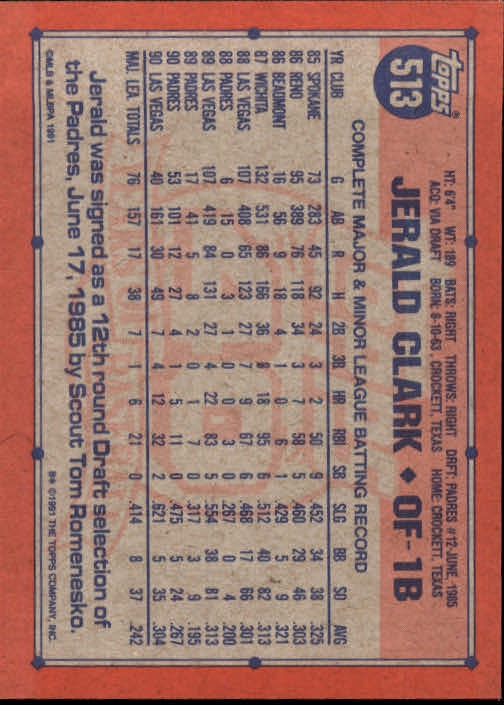 TOPPS®
513
HT: 6'4" WT: 189 BATS: RIGHT THROWS: RIGHT DRFT: PADRES #12-JUNE, 1985
ACQ: VIA DRAFT BORN: 8-10-63, CROCKETT, TEXAS HOME: CROCKETT, TEXAS
JERALD CLARK ♦ OF-1B
COMPLETE MAJOR & MINOR LEAGUE BATTING RECORD
YR CLUB G AB R H 2B 3B HR RBI SB SLG BB SO AVG
85 SPOKANE 73 283 45 92 24 3 2 50 9 .452 34 38 .325
86 RENO 95 389 76 118 34 3 7 58 5 .460 29 46 .303
86 BEAUMONT 16 56 9 18 4 1 0 6 1 .429 5 9 .321
87 WICHITA 132 531 86 166 36 8 18 95 6 .512 40 82 .313
88 LAS VEGAS 107 408 65 123 27 7 9 67 6 .468 17 66 .301
88 PADRES 6 15 0 3 1 0 0 3 0 .267 0 4 .200
89 LAS VEGAS 107 419 84 131 27 4 22 83 5 .554 38 81 .313
89 PADRES 17 41 5 8 2 0 1 7 0 .317 3 9 .195
90 PADRES 53 101 12 27 4 1 5 11 0 .475 5 24 .267
90 LAS VEGAS 40 161 30 49 7 4 12 32 2 .621 5 35 .304
MAJ. LEA. TOTALS 76 157 17 38 7 1 6 21 0 .414 8 37 .242
Jerald was signed as a 12th round Draft selection of
the Padres, June 17, 1985 by Scout Tom Romenesko.
©MLB & MLBPA 1991
B* ©1991 THE TOPPS COMPANY, INC.